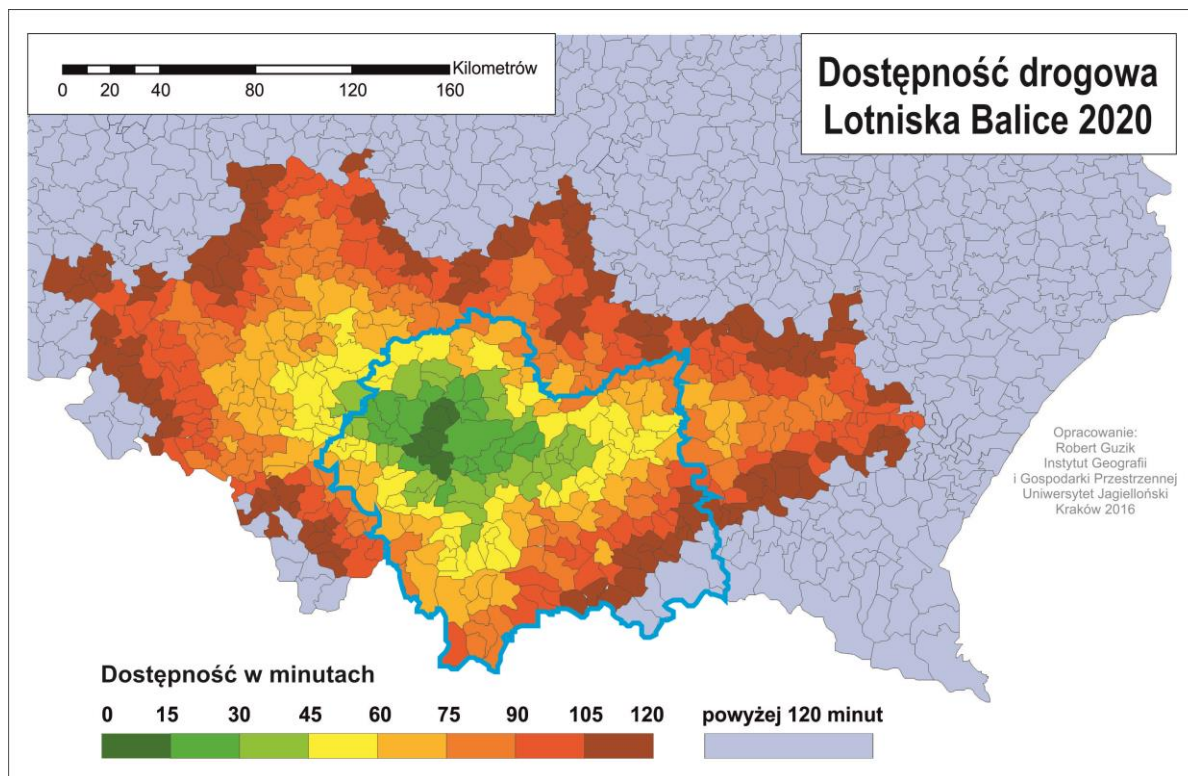 Kilometrów
0 20 40 80 120 160
Dostępność drogowa
Lotniska Balice 2020
Opracowanie:
Robert Guzik
Instytut Geografii
i Gospodarki Przestrzennej
Uniwersytet Jagielloński
Kraków 2016
Dostępność w minutach
0 15 30 45 60 75 90 105 120 powyżej 120 minut